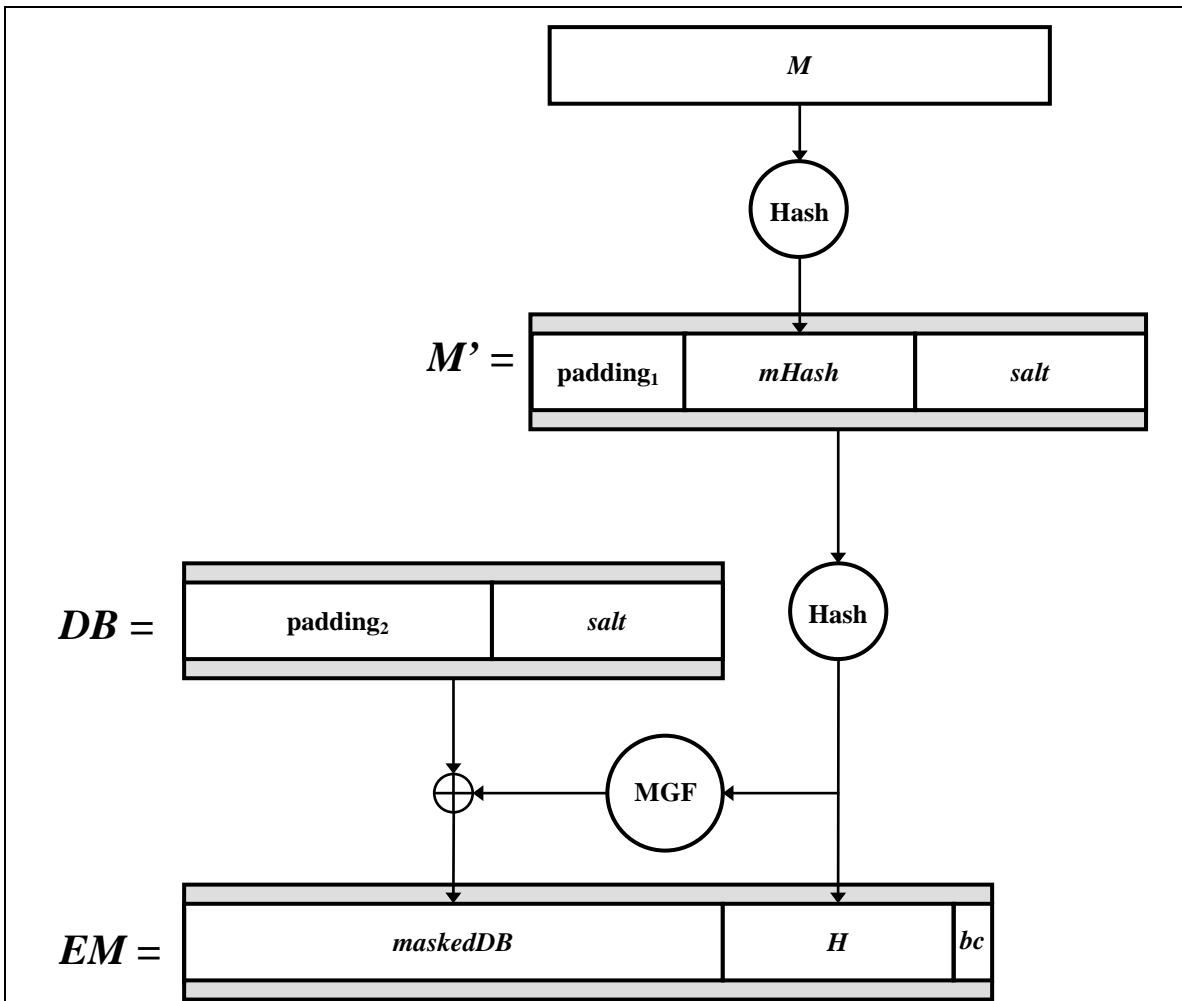 M
Hash
M’ =
padding₁ mHash salt
DB =
padding₂ salt
Hash
MGF
EM =
maskedDB H bc